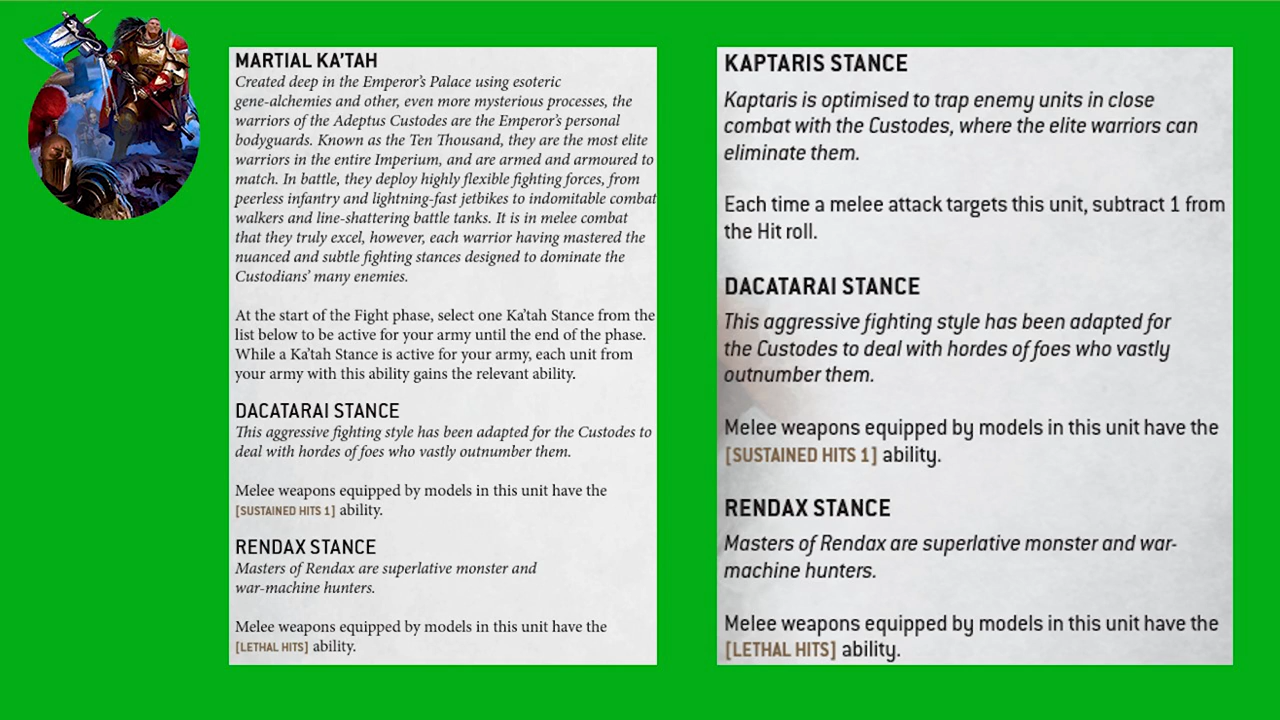 MARTIAL KA'TAH
Created deep in the Emperor's Palace using esoteric
gene-alchemies and other, even more mysterious processes, the
warriors of the Adeptus Custodes are the Emperor's personal
bodyguards. Known as the Ten Thousand, they are the most elite
warriors in the entire Imperium, and are armed and armoured to
match. In battle, they deploy highly flexible fighting forces, from
peerless infantry and lightning-fast jetbikes to indomitable combat
walkers and line-shattering battle tanks. It is in melee combat
that they truly excel, however, each warrior having mastered the
nuanced and subtle fighting stances designed to dominate the
Custodians' many enemies.
At the start of the Fight phase, select one Ka'tah Stance from the
list below to be active for your army until the end of the phase.
While a Ka'tah Stance is active for your army, each unit from
your army with this ability gains the relevant ability.
DACATARAI STANCE
This aggressive fighting style has been adapted for the Custodes to
deal with hordes of foes who vastly outnumber them.
Melee weapons equipped by models in this unit have the
[SUSTAINED HITS 1] ability.
RENDAX STANCE
Masters of Rendax are superlative monster and
war-machine hunters.
Melee weapons equipped by models in this unit have the
[LETHAL HITS] ability.
KAPTARIS STANCE
Kaptaris is optimised to trap enemy units in close
combat with the Custodes, where the elite warriors can
eliminate them.
Each time a melee attack targets this unit, subtract 1 from
the Hit roll.
DACATARAI STANCE
This aggressive fighting style has been adapted for
the Custodes to deal with hordes of foes who vastly
outnumber them.
Melee weapons equipped by models in this unit have the
[SUSTAINED HITS 1] ability.
RENDAX STANCE
Masters of Rendax are superlative monster and war-
machine hunters.
Melee weapons equipped by models in this unit have the
[LETHAL HITS] ability.